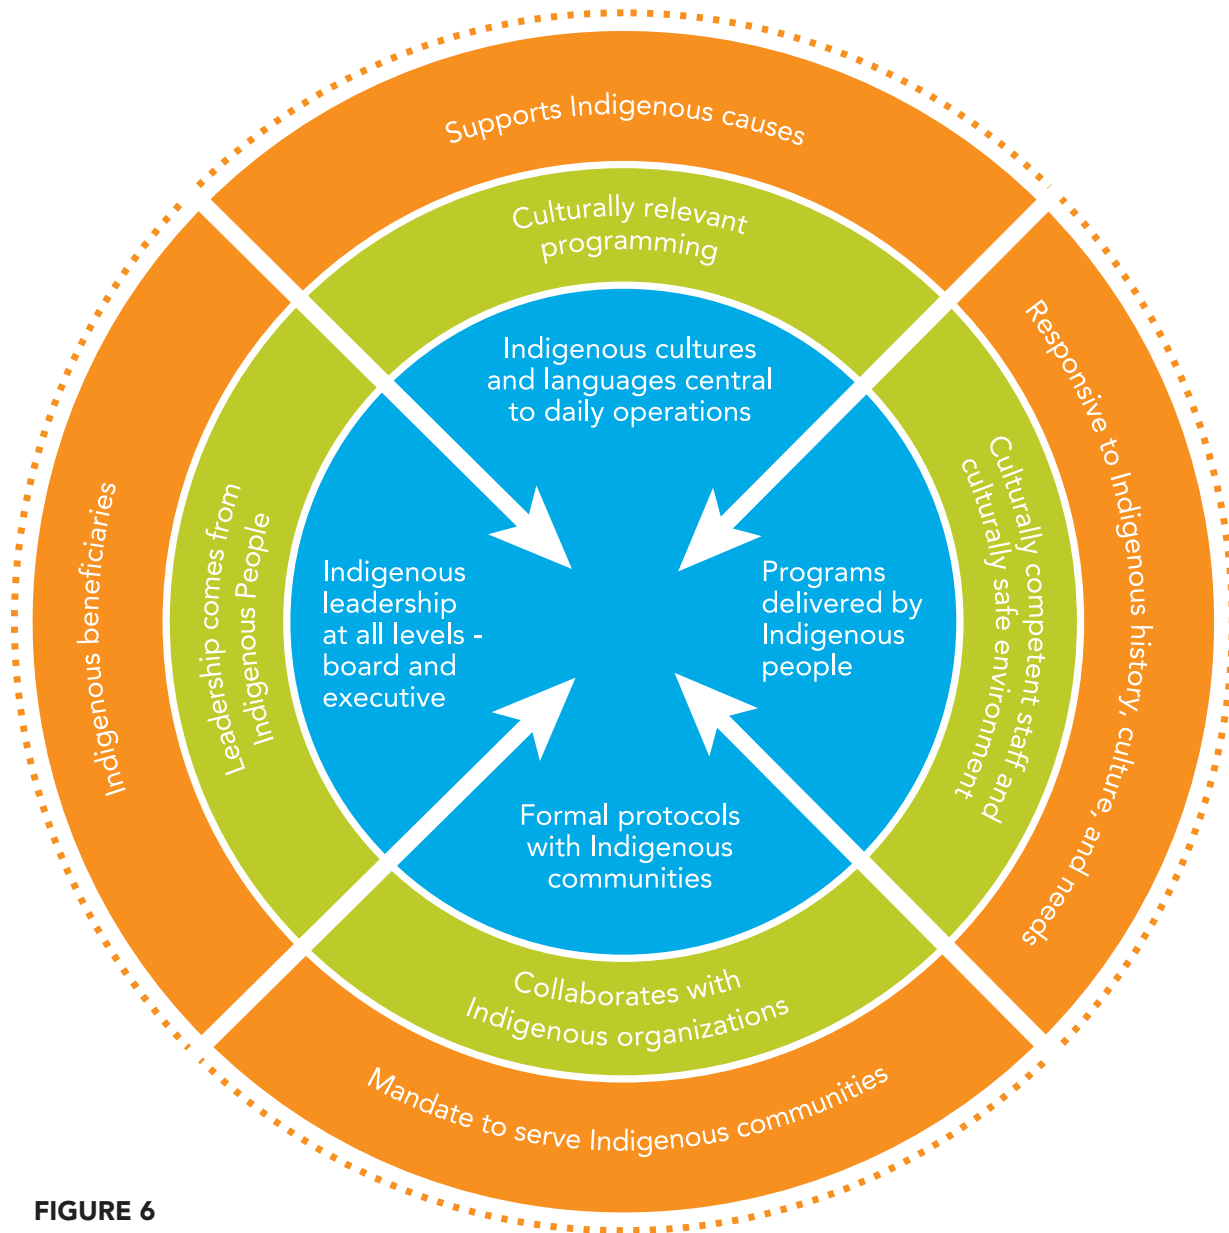 Supports Indigenous causes
Culturally relevant
programming
Indigenous cultures
and languages central
to daily operations
Indigenous beneficiaries
Leadership comes from
Indigenous People
Indigenous
leadership
at all levels -
board and
executive
Programs
delivered by
Indigenous
people
Culturally competent staff and
culturally safe environment
Responsive to Indigenous history, culture, and needs
Formal protocols
with Indigenous
communities
Collaborates with
Indigenous organizations
Mandate to serve Indigenous communities
FIGURE 6